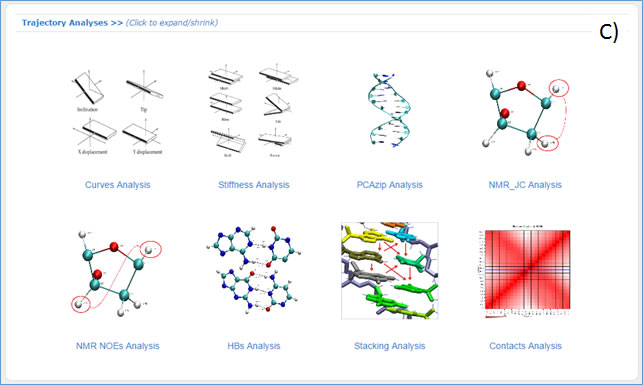 Trajectory Analyses >> (Click to expand/shrink)
C)
Inclination
Tip
X displacement
Y displacement
Curves Analysis
Shift
Slide
Rise
Tilt
Roll
Twist
Stiffness Analysis
PCAzip Analysis
NMR_JC Analysis
NMR NOEs Analysis
HBs Analysis
Stacking Analysis
Contacts Analysis